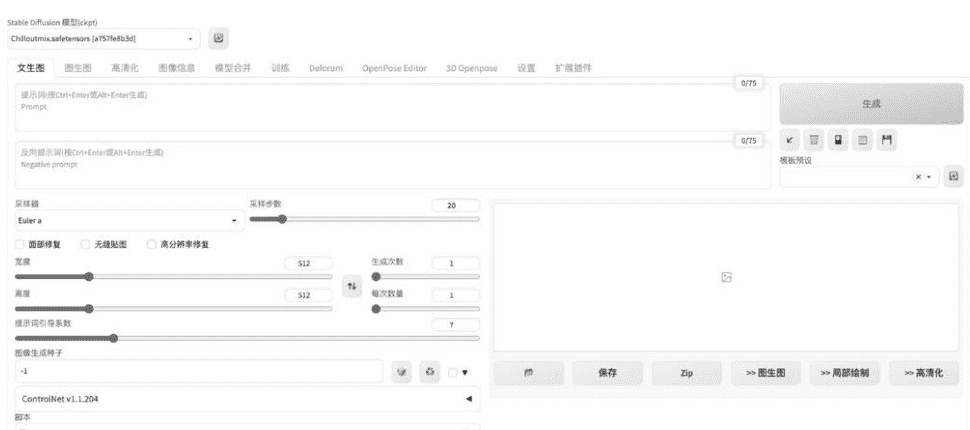 Stable Diffusion 模型(ckpt)
Chilloutmix.safetensors [a757fe8b3d]
文生图 图生图 高清化 图像信息 模型合并 训练 Deforum OpenPose Editor 3D Openpose 设置 扩展插件
0/75
提示词(按Ctrl+Enter或Alt+Enter生成)
Prompt
生成
0/75
反向提示词(按Ctrl+Enter或Alt+Enter生成)
Negative prompt
模板预设
采样器
Euler a
采样步数 20
面部修复 无缝贴图 高分辨率修复
宽度 512
生成次数 1
高度 512
每次数量 1
提示词引导系数 7
图像生成种子
-1
保存 Zip >> 图生图 >> 局部绘制 >> 高清化
ControlNet v1.1.204
脚本